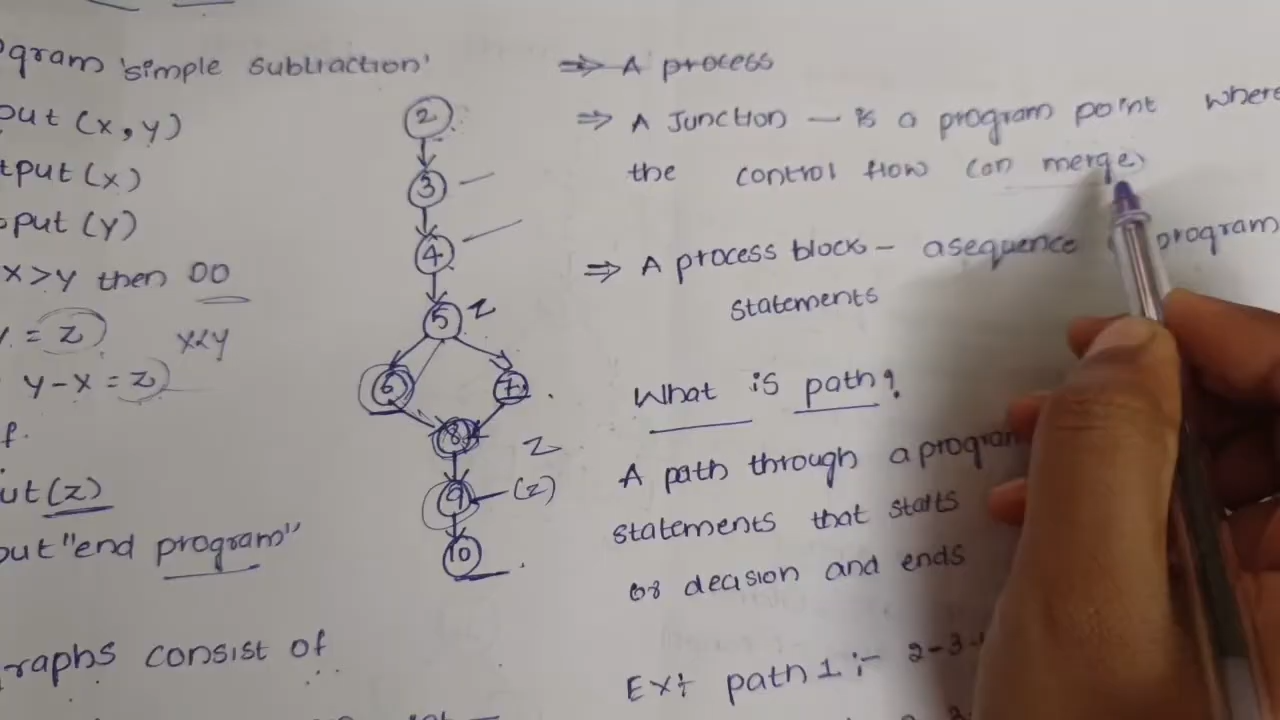 ogram 'simple subtraction'
put (x, y)
tput (x)
put (y)
x>y then DO
= z x<y
y-x = z
f.
ut (z)
put "end program"
raphs consist of
2
3
4
5 z
6 7
8 z
9 (z)
10
⇒ A process
⇒ A Junction — is a program point where
the control flow can merge
⇒ A process block - a sequence program
statements
What is path?
A path through a program
statements that starts
or decision and ends
Ex: path 1 :- 2-3-